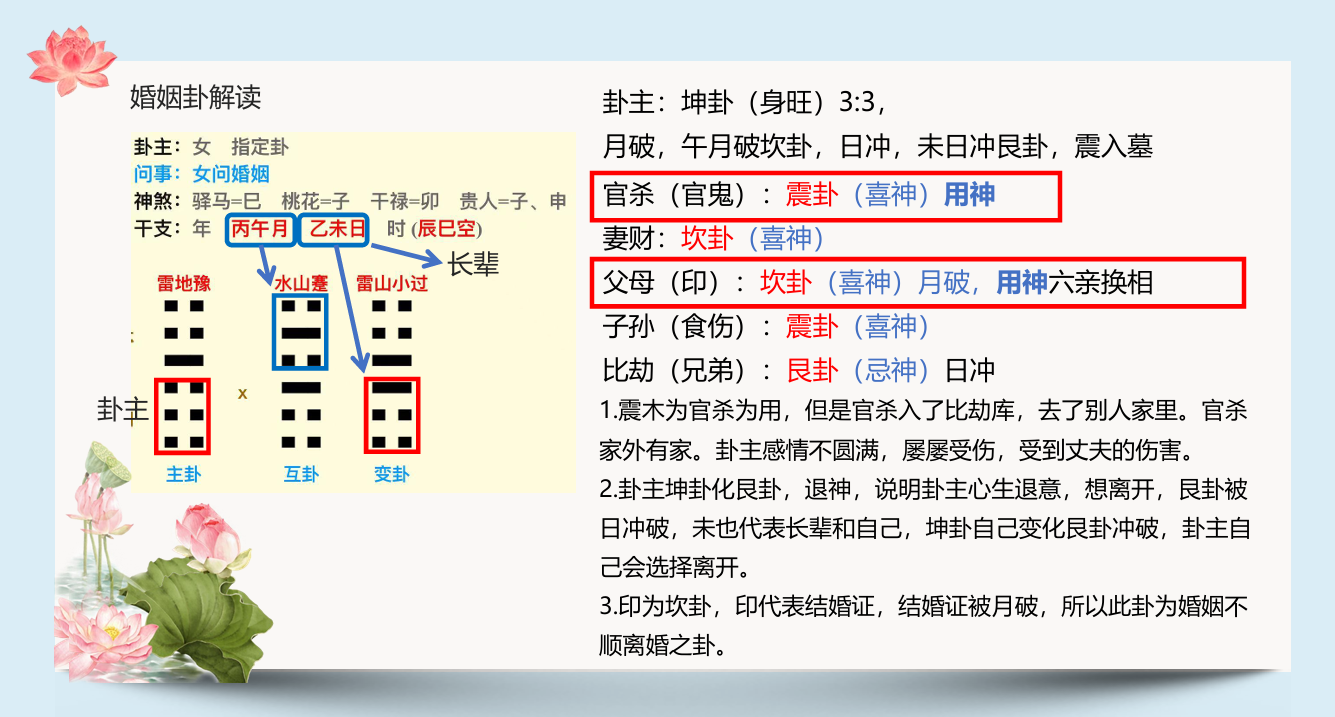 婚姻卦解读
卦主：女 指定卦
问事：女问婚姻
神煞：驿马=巳 桃花=子 干禄=卯 贵人=子、申
干支：年 丙午月 乙未日 时 (辰巳空)
长辈
雷地豫 水山蹇 雷山小过
x
卦主
主卦 互卦 变卦
卦主：坤卦（身旺）3:3，
月破，午月破坎卦，日冲，未日冲艮卦，震入墓
官杀（官鬼）：震卦（喜神）用神
妻财：坎卦（喜神）
父母（印）：坎卦（喜神）月破，用神六亲换相
子孙（食伤）：震卦（喜神）
比劫（兄弟）：艮卦（忌神）日冲
1.震木为官杀为用，但是官杀入了比劫库，去了别人家里。官杀
家外有家。卦主感情不圆满，屡屡受伤，受到丈夫的伤害。
2.卦主坤卦化艮卦，退神，说明卦主心生退意，想离开，艮卦被
日冲破，未也代表长辈和自己，坤卦自己变化艮卦冲破，卦主自
己会选择离开。
3.印为坎卦，印代表结婚证，结婚证被月破，所以此卦为婚姻不
顺离婚之卦。